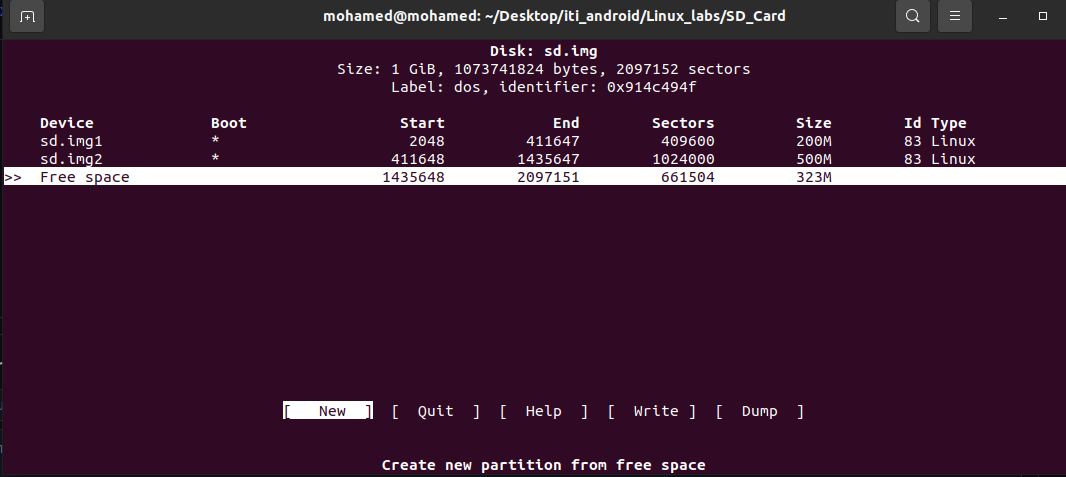 mohamed@mohamed: ~/Desktop/iti_android/Linux_labs/SD_Card
Disk: sd.img
Size: 1 GiB, 1073741824 bytes, 2097152 sectors
Label: dos, identifier: 0x914c494f
Device Boot Start End Sectors Size Id Type
sd.img1 * 2048 411647 409600 200M 83 Linux
sd.img2 * 411648 1435647 1024000 500M 83 Linux
>> Free space 1435648 2097151 661504 323M
[ New ] [ Quit ] [ Help ] [ Write ] [ Dump ]
Create new partition from free space